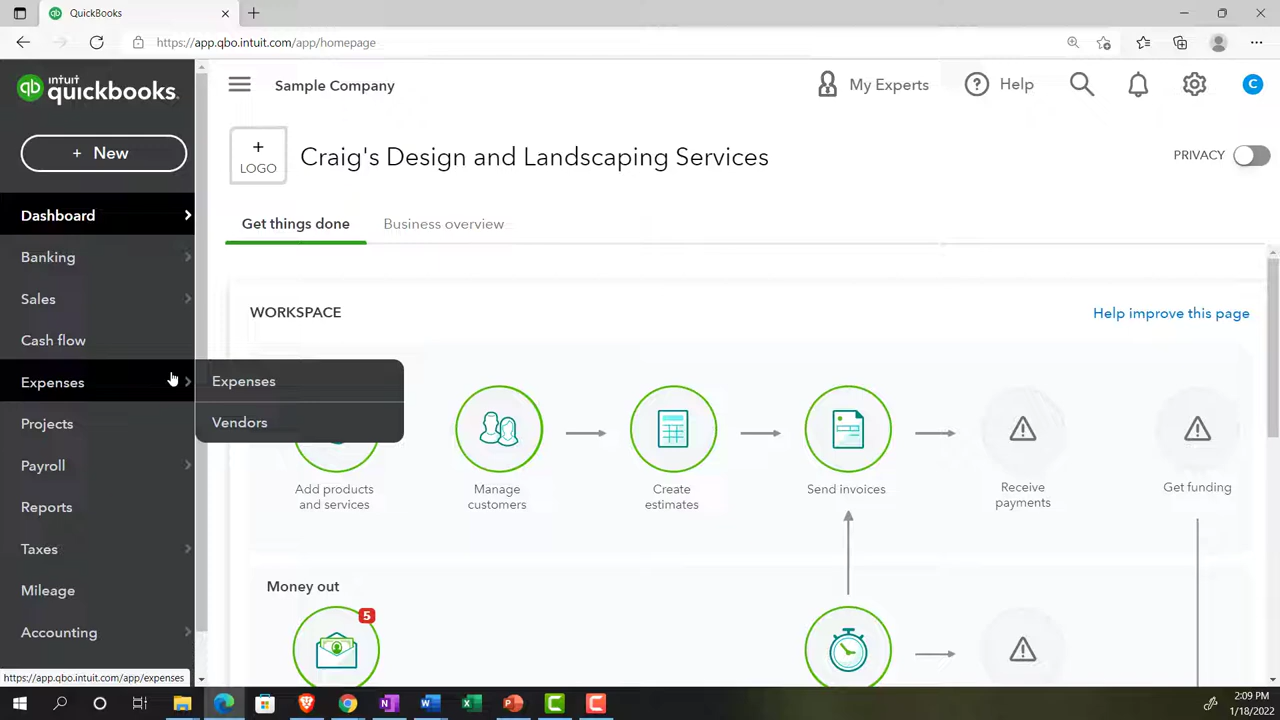 QuickBooks
https://app.qbo.intuit.com/app/homepage
intuit
quickbooks.
Sample Company
My Experts
Help
C
+ New
+
LOGO
Craig's Design and Landscaping Services
PRIVACY
Dashboard
Banking
Sales
Cash flow
Expenses
Projects
Payroll
Reports
Taxes
Mileage
Accounting
Expenses
Vendors
Get things done
Business overview
WORKSPACE
Help improve this page
Add products
and services
Manage
customers
Create
estimates
Send invoices
Receive
payments
Get funding
Money out
5
https://app.qbo.intuit.com/app/expenses
2:09 PM
1/18/2022